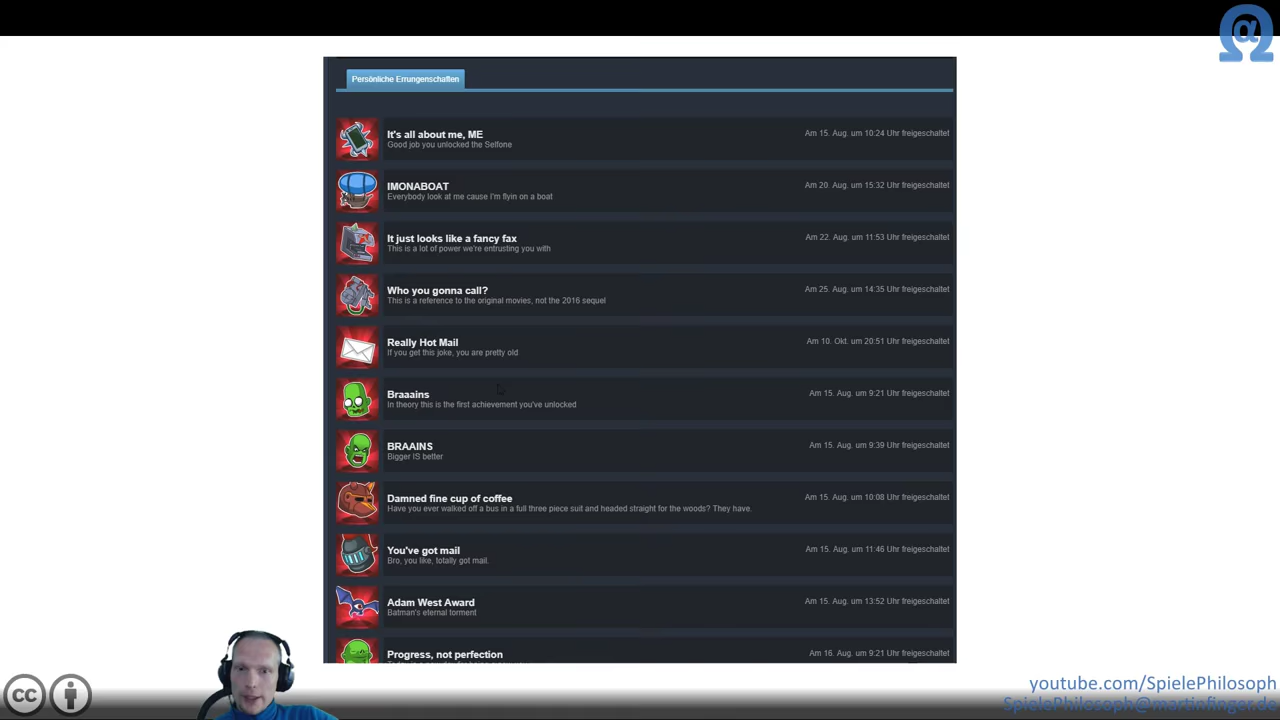 @
Persönliche Errungenschaften
It's all about me, ME
Am 15. Aug. um 10:24 Uhr freigeschaltet
Good job you unlocked the Selfone
IMONABOAT
Am 20. Aug. um 15:32 Uhr freigeschaltet
Everybody look at me cause I'm flyin on a boat
It just looks like a fancy fax
Am 22. Aug. um 11:53 Uhr freigeschaltet
This is a lot of power we're entrusting you with
Who you gonna call?
Am 25. Aug. um 14:35 Uhr freigeschaltet
This is a reference to the original movies, not the 2016 sequel
Really Hot Mail
Am 10. Okt. um 20:51 Uhr freigeschaltet
If you get this joke, you are pretty old
Braaains
Am 15. Aug. um 9:21 Uhr freigeschaltet
In theory this is the first achievement you've unlocked
BRAAINS
Am 15. Aug. um 9:39 Uhr freigeschaltet
Bigger IS better
Damned fine cup of coffee
Am 15. Aug. um 10:08 Uhr freigeschaltet
Have you ever walked off a bus in a full three piece suit and headed straight for the woods? They have.
You've got mail
Am 15. Aug. um 11:46 Uhr freigeschaltet
Bro, you like, totally got mail.
Adam West Award
Am 15. Aug. um 13:52 Uhr freigeschaltet
Batman's eternal torment
Progress, not perfection
Am 16. Aug. um 9:21 Uhr freigeschaltet
cc
youtube.com/SpielePhilosoph
SpielePhilosoph@martinfinger.de